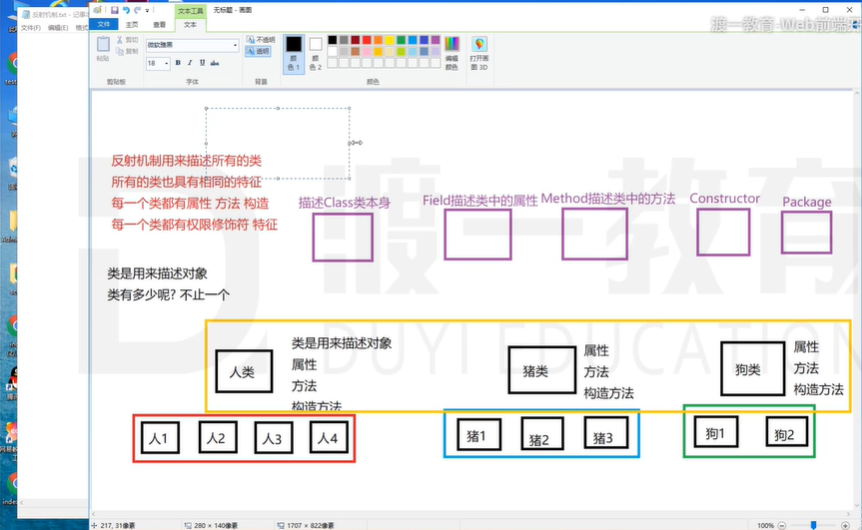 反射机制.txt - 记事本
文件(F) 编辑(E)
文本工具
无标题 - 画图
文件 主页 查看 文本
渡一教育-Web前端
粘贴
剪切
复制
剪贴板
微软雅黑
18
B I U abc
字体
不透明
透明
背景
颜色 1
颜色 2
颜色
编辑颜色
打开画图 3D
反射机制用来描述所有的类
所有的类也具有相同的特征
每一个类都有属性 方法 构造
每一个类都有权限修饰符 特征
描述Class类本身
Field描述类中的属性
Method描述类中的方法
Constructor
Package
类是用来描述对象
类有多少呢? 不止一个
渡一教育
DUYI EDUCATION
人类
类是用来描述对象
属性
方法
构造方法
猪类
属性
方法
构造方法
狗类
属性
方法
构造方法
人1 人2 人3 人4
猪1 猪2 猪3
狗1 狗2
217, 31像素
280 × 140像素
1707 × 822像素
100%